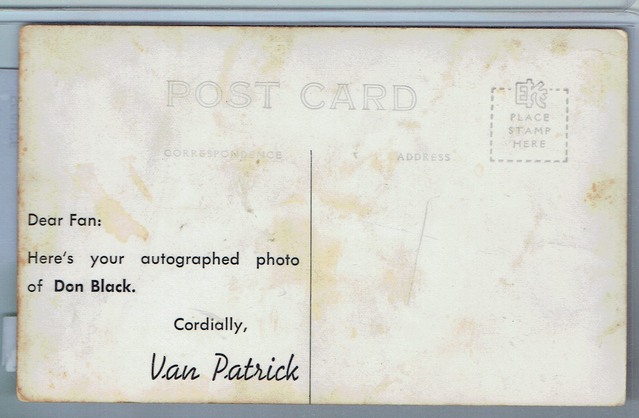 POST CARD
EKC
PLACE
STAMP
HERE
CORRESPONDENCE
ADDRESS
Dear Fan:
Here's your autographed photo
of Don Black.
Cordially,
Van Patrick